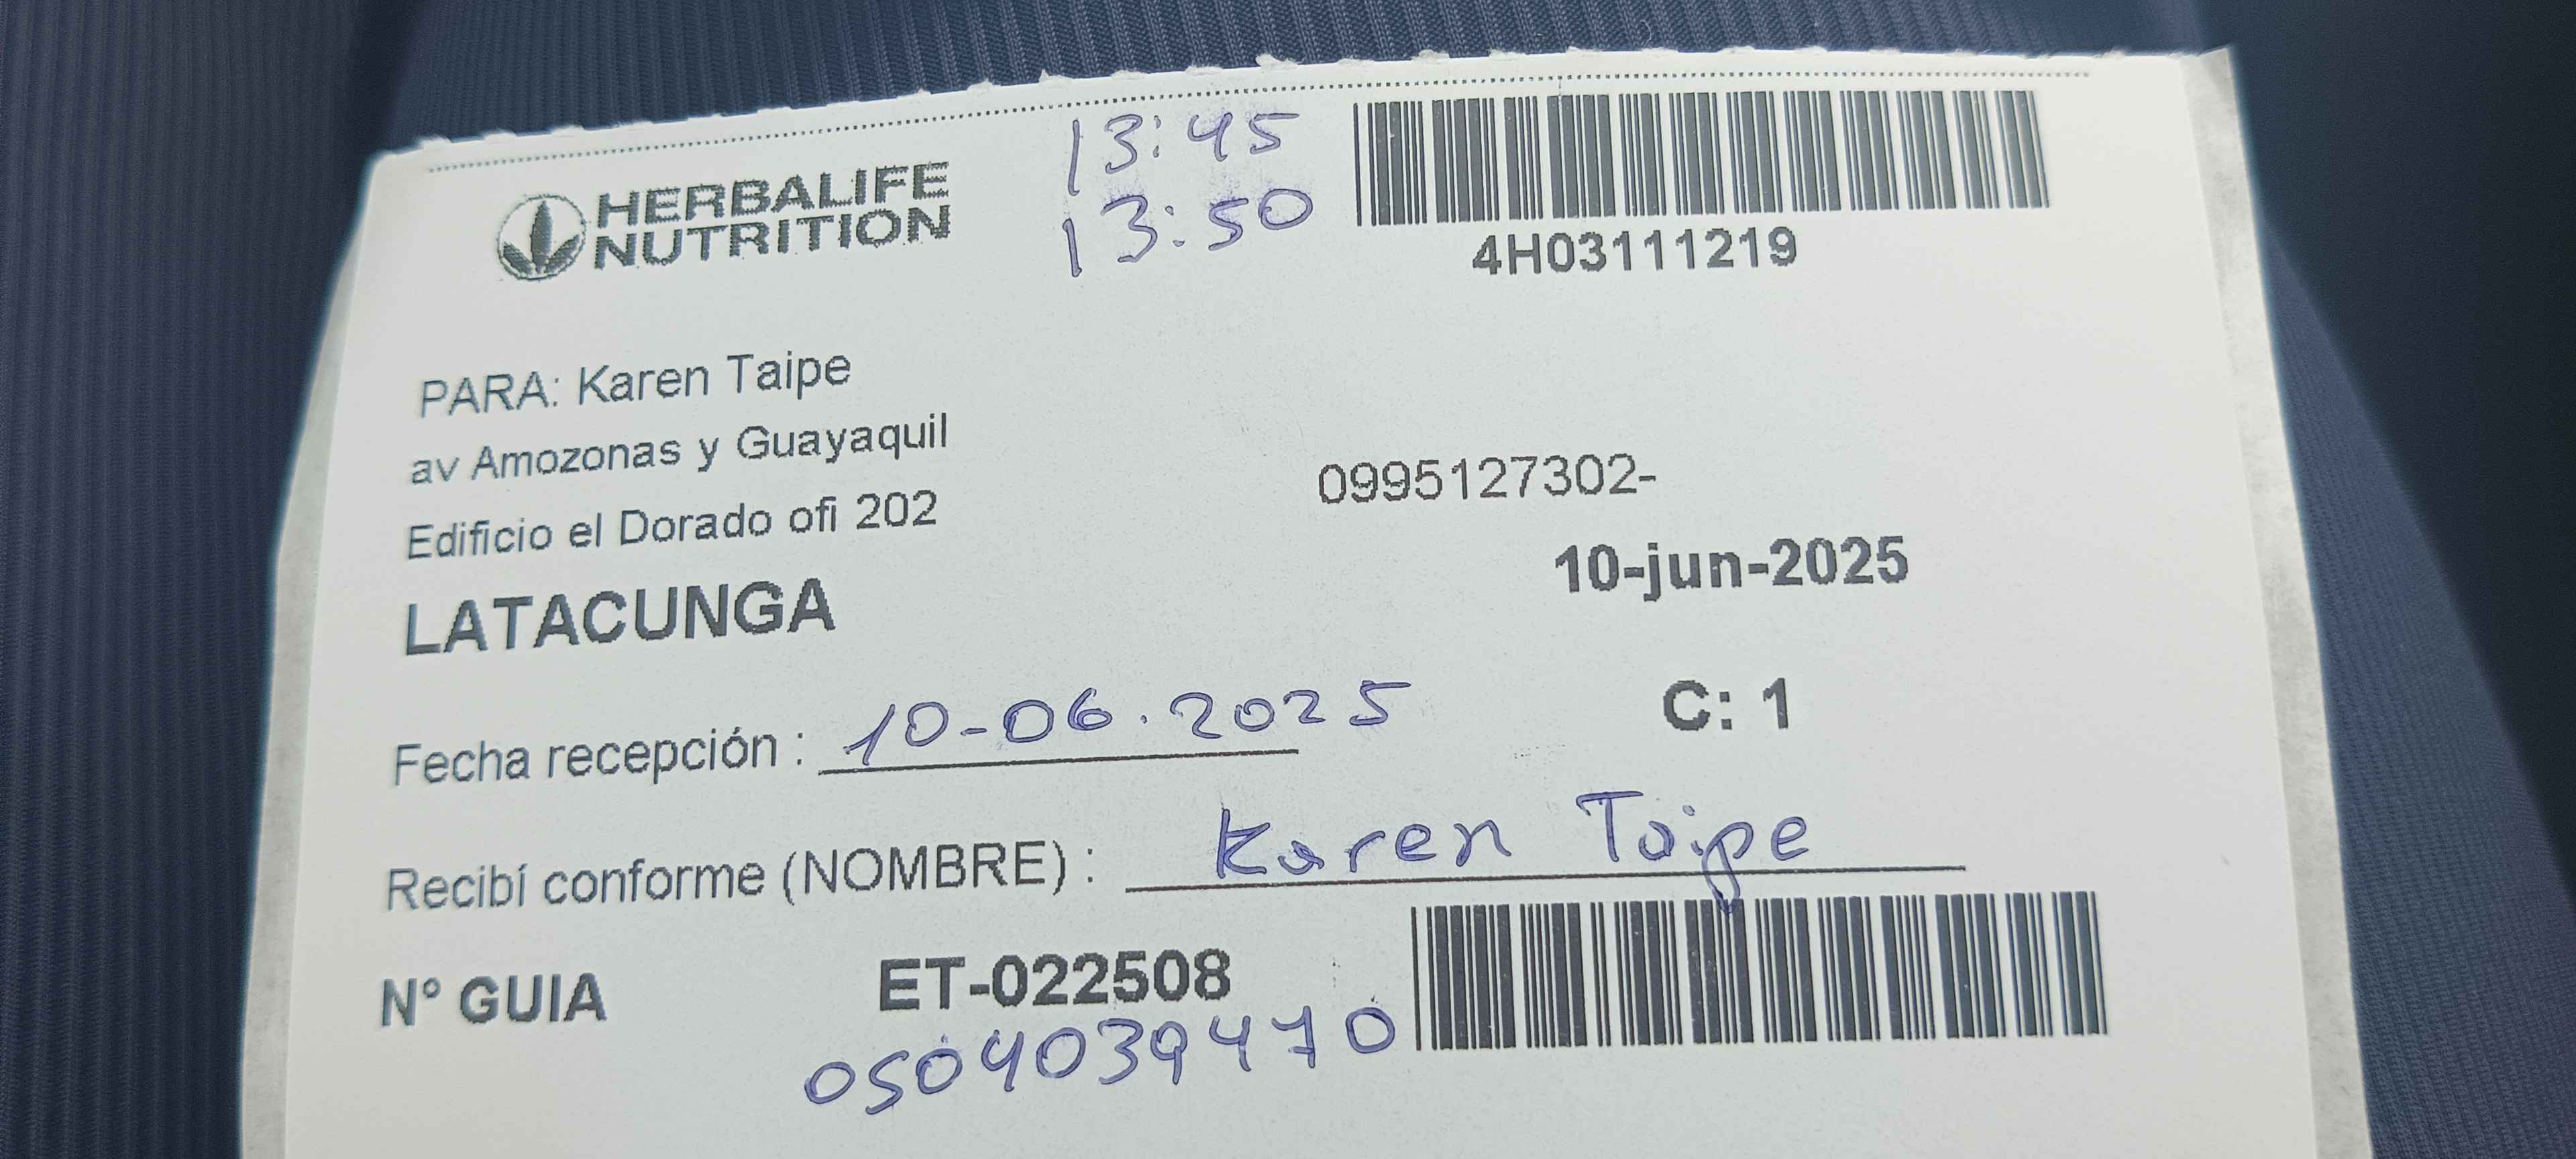 HERBALIFE
NUTRITION
13:45
13:50
4H03111219
PARA: Karen Taipe
av Amozonas y Guayaquil
0995127302-
Edificio el Dorado ofi 202
10-jun-2025
LATACUNGA
C: 1
Fecha recepción : 10-06.2025
Recibí conforme (NOMBRE) : Karen Taipe
N° GUIA ET-022508
0504039470